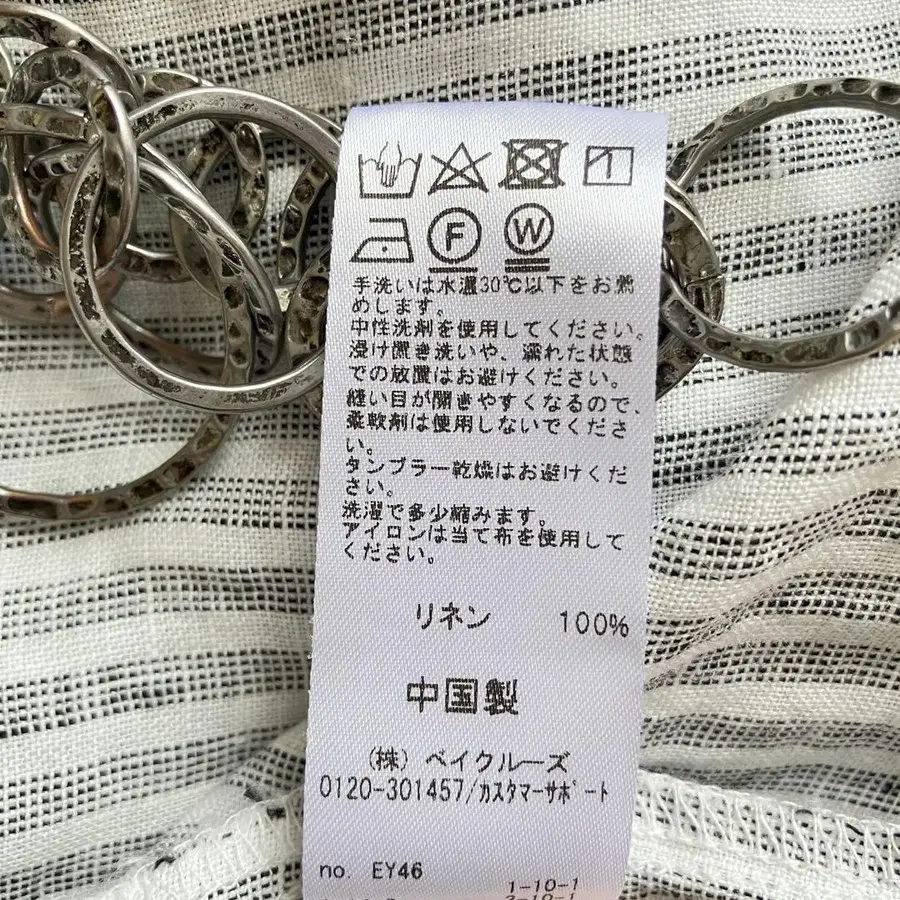 F W
手洗いは水温30℃以下をお勧
めします。
中性洗剤を使用してください。
浸け置き洗いや、濡れた状態
での放置はお避けください。
縫い目が開きやすくなるので、
柔軟剤は使用しないでくださ
い。
タンブラー乾燥はお避けくだ
さい。
洗濯で多少縮みます。
アイロンは当て布を使用して
ください。
リネン 100%
中国製
(株)ベイクルーズ
0120-301457/カスタマーサポート
no. EY46
1-10-1